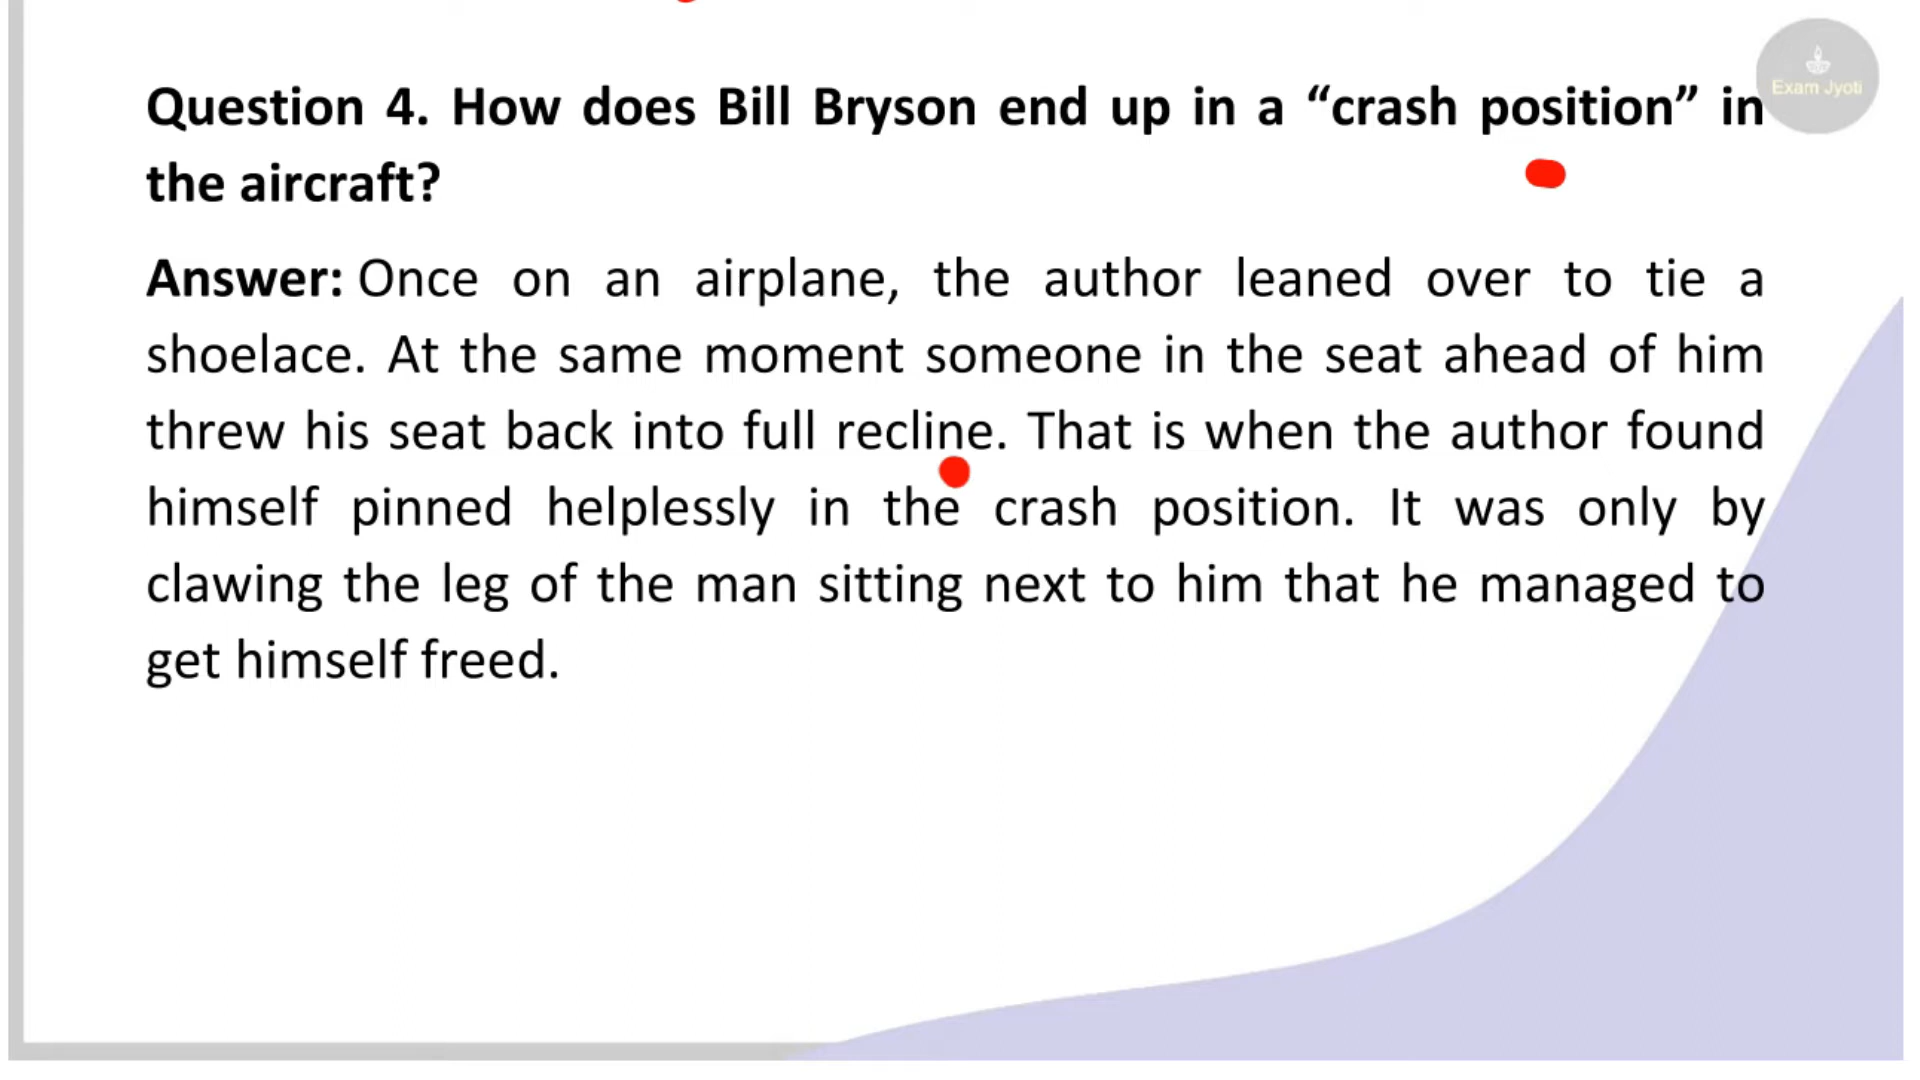 Exam Jyoti
Question 4. How does Bill Bryson end up in a “crash position” in
the aircraft?
Answer: Once on an airplane, the author leaned over to tie a
shoelace. At the same moment someone in the seat ahead of him
threw his seat back into full recline. That is when the author found
himself pinned helplessly in the crash position. It was only by
clawing the leg of the man sitting next to him that he managed to
get himself freed.